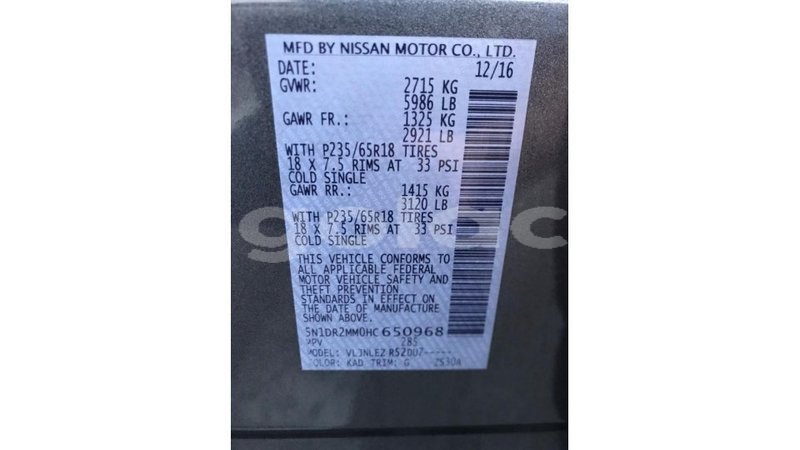 MFD BY NISSAN MOTOR CO., LTD.
DATE: 12/16
GVWR: 2715 KG
5986 LB
GAWR FR.: 1325 KG
2921 LB
WITH P235/65R18 TIRES
18 X 7.5 RIMS AT 33 PSI
COLD SINGLE
GAWR RR.: 1415 KG
3120 LB
WITH P235/65R18 TIRES
18 X 7.5 RIMS AT 33 PSI
COLD SINGLE
THIS VEHICLE CONFORMS TO
ALL APPLICABLE FEDERAL
MOTOR VEHICLE SAFETY AND
THEFT PREVENTION
STANDARDS IN EFFECT ON
THE DATE OF MANUFACTURE
SHOWN ABOVE.
5N1DR2MM0HC650968
MPV 285
MODEL: VLJNLEZ R52DU7-----
COLOR: KAD TRIM: G 2530A